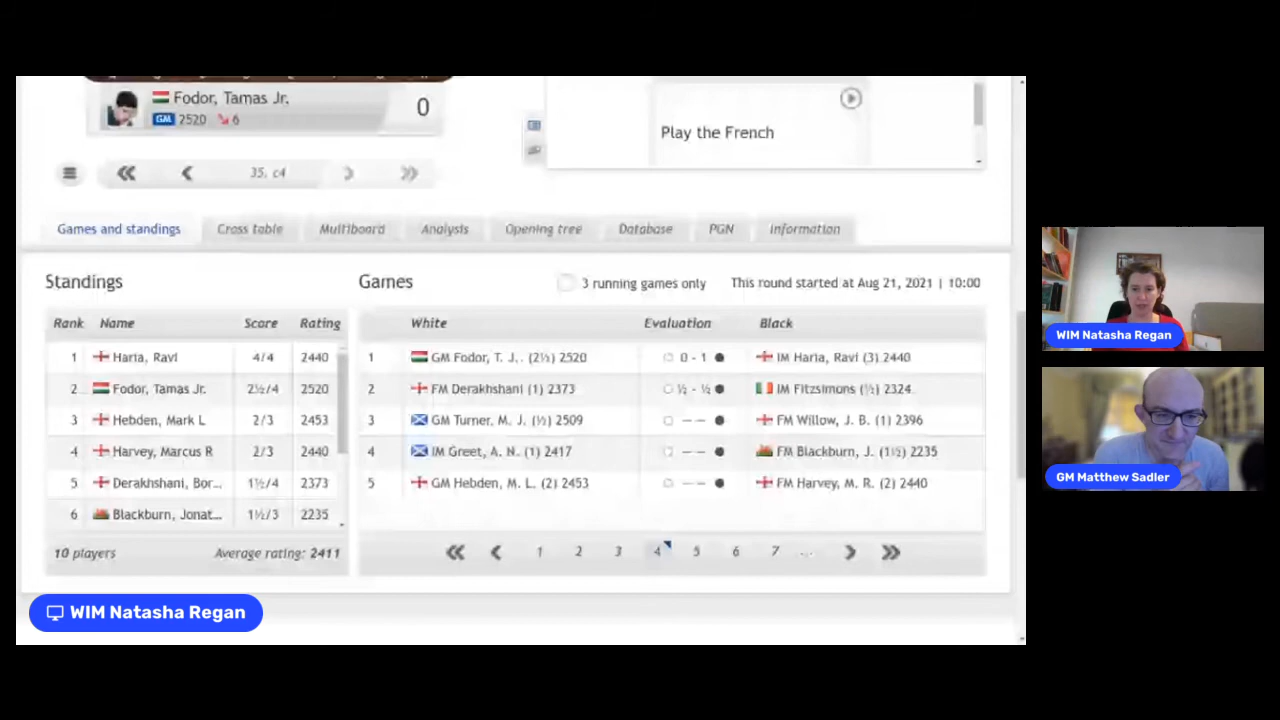 Fodor, Tamas Jr.
GM 2520 6
0
Play the French
35. c4
Games and standings Cross table Multiboard Analysis Opening tree Database PGN Information
Standings
Rank Name Score Rating
1 Haria, Ravi 4/4 2440
2 Fodor, Tamas Jr. 2½/4 2520
3 Hebden, Mark L 2/3 2453
4 Harvey, Marcus R 2/3 2440
5 Derakhshani, Bor... 1½/4 2373
6 Blackburn, Jonat... 1½/3 2235
10 players Average rating: 2411
Games 3 running games only This round started at Aug 21, 2021 | 10:00
White Evaluation Black
1 GM Fodor, T. J.. (2½) 2520 0 - 1 IM Haria, Ravi (3) 2440
2 FM Derakhshani (1) 2373 ½ - ½ IM Fitzsimons (½) 2324
3 GM Turner, M. J. (½) 2509 – – FM Willow, J. B. (1) 2396
4 IM Greet, A. N. (1) 2417 – – FM Blackburn, J. (1½) 2235
5 GM Hebden, M. L. (2) 2453 – – FM Harvey, M. R. (2) 2440
1 2 3 4 5 6 7 ...
WIM Natasha Regan
WIM Natasha Regan
GM Matthew Sadler